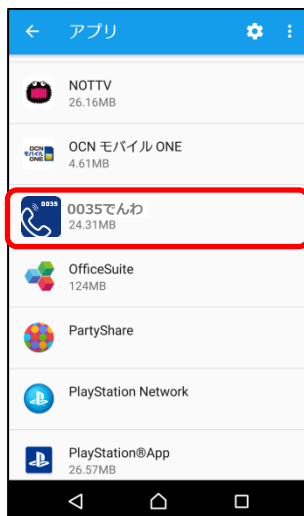 アプリ
NOTTV
26.16MB
OCN
モバイル
ONE
OCN モバイル ONE
4.61MB
0035
0035でんわ
24.31MB
OfficeSuite
124MB
PartyShare
PlayStation Network
PlayStation®App
26.57MB